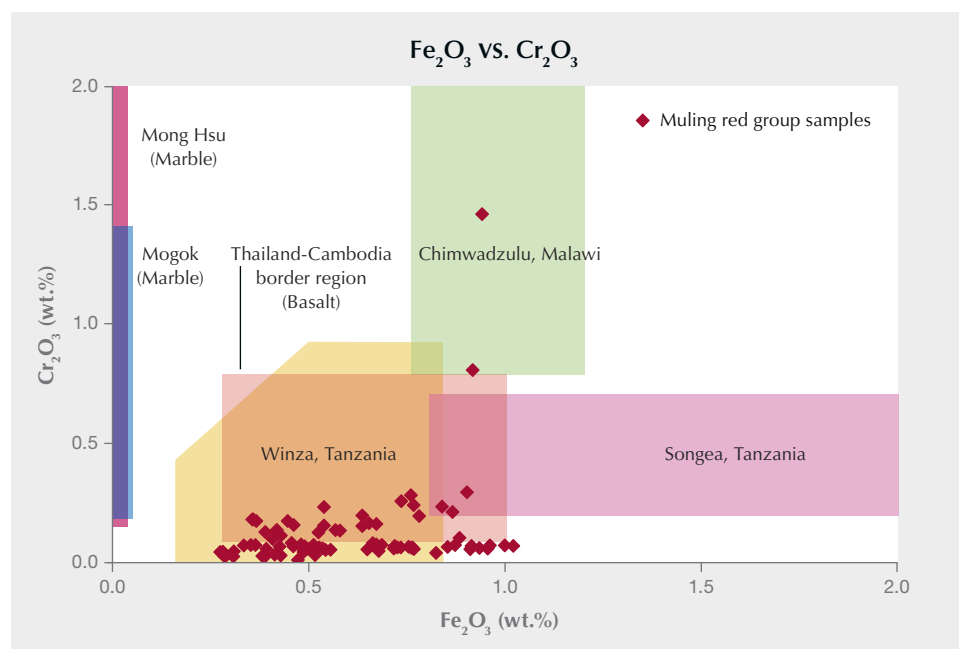 Fe₂O₃ vs. Cr₂O₃
2.0
1.5
1.0
0.5
0.0
Cr₂O₃ (wt.%)
Mong Hsu
(Marble)
Mogok
(Marble)
Thailand-Cambodia
border region
(Basalt)
Chimwadzulu, Malawi
Muling red group samples
Winza, Tanzania
Songea, Tanzania
0.0
0.5
1.0
1.5
2.0
Fe₂O₃ (wt.%)